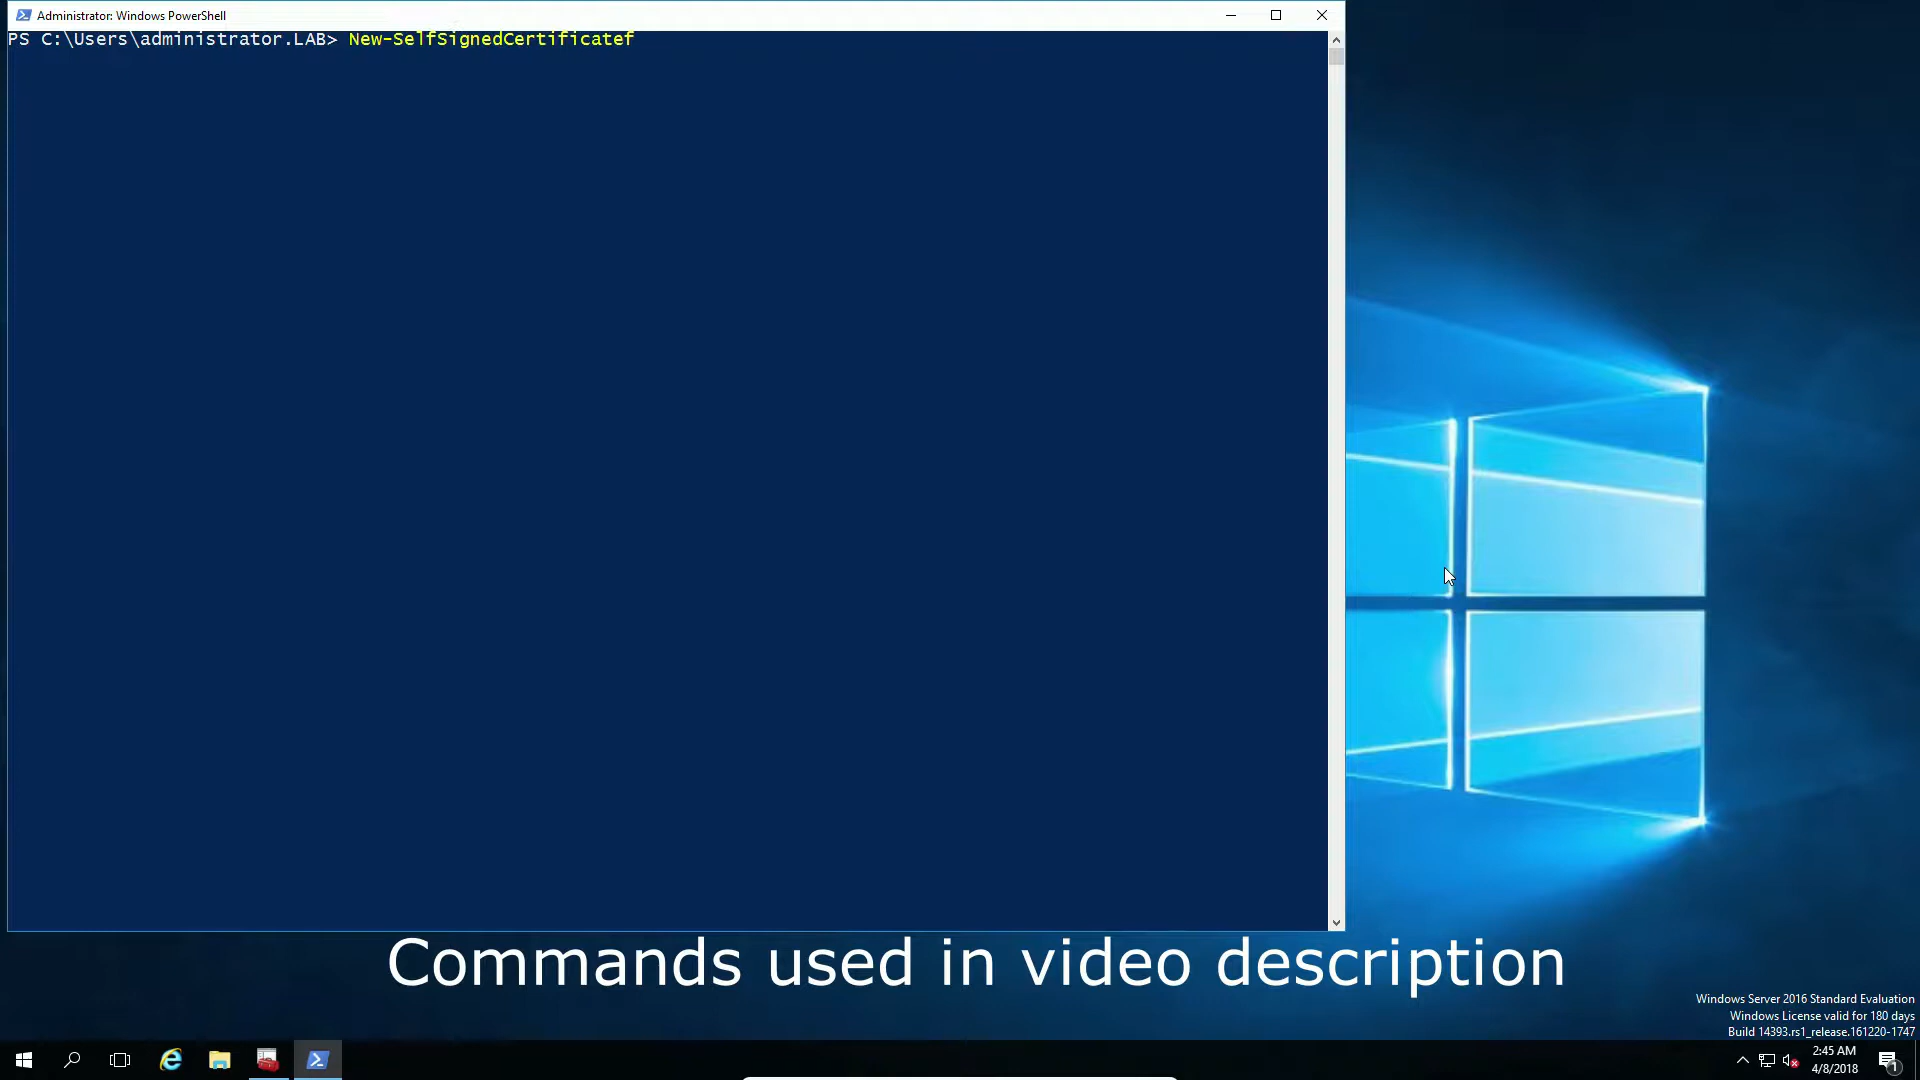 Administrator: Windows PowerShell
PS C:\Users\administrator.LAB> New-SelfSignedCertificatef
Commands used in video description
Windows Server 2016 Standard Evaluation
Windows License valid for 180 days
Build 14393.rs1_release.161220-1747
2:45 AM
4/8/2018
1